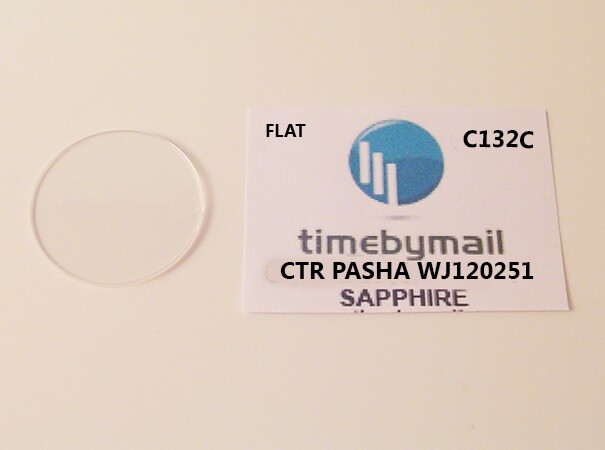 FLAT
C132C
timebymail
CTR PASHA WJ120251
SAPPHIRE